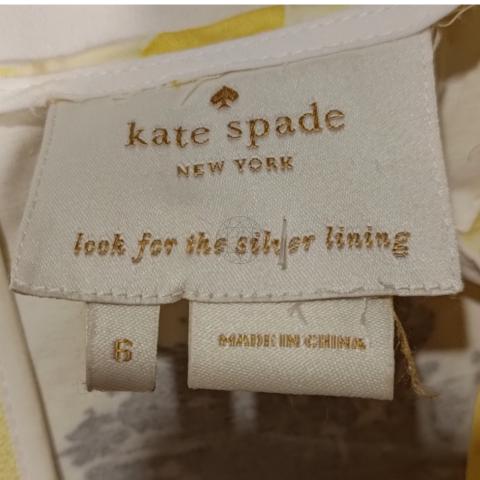 kate spade
NEW YORK
look for the silver lining
6
MADE IN CHINA